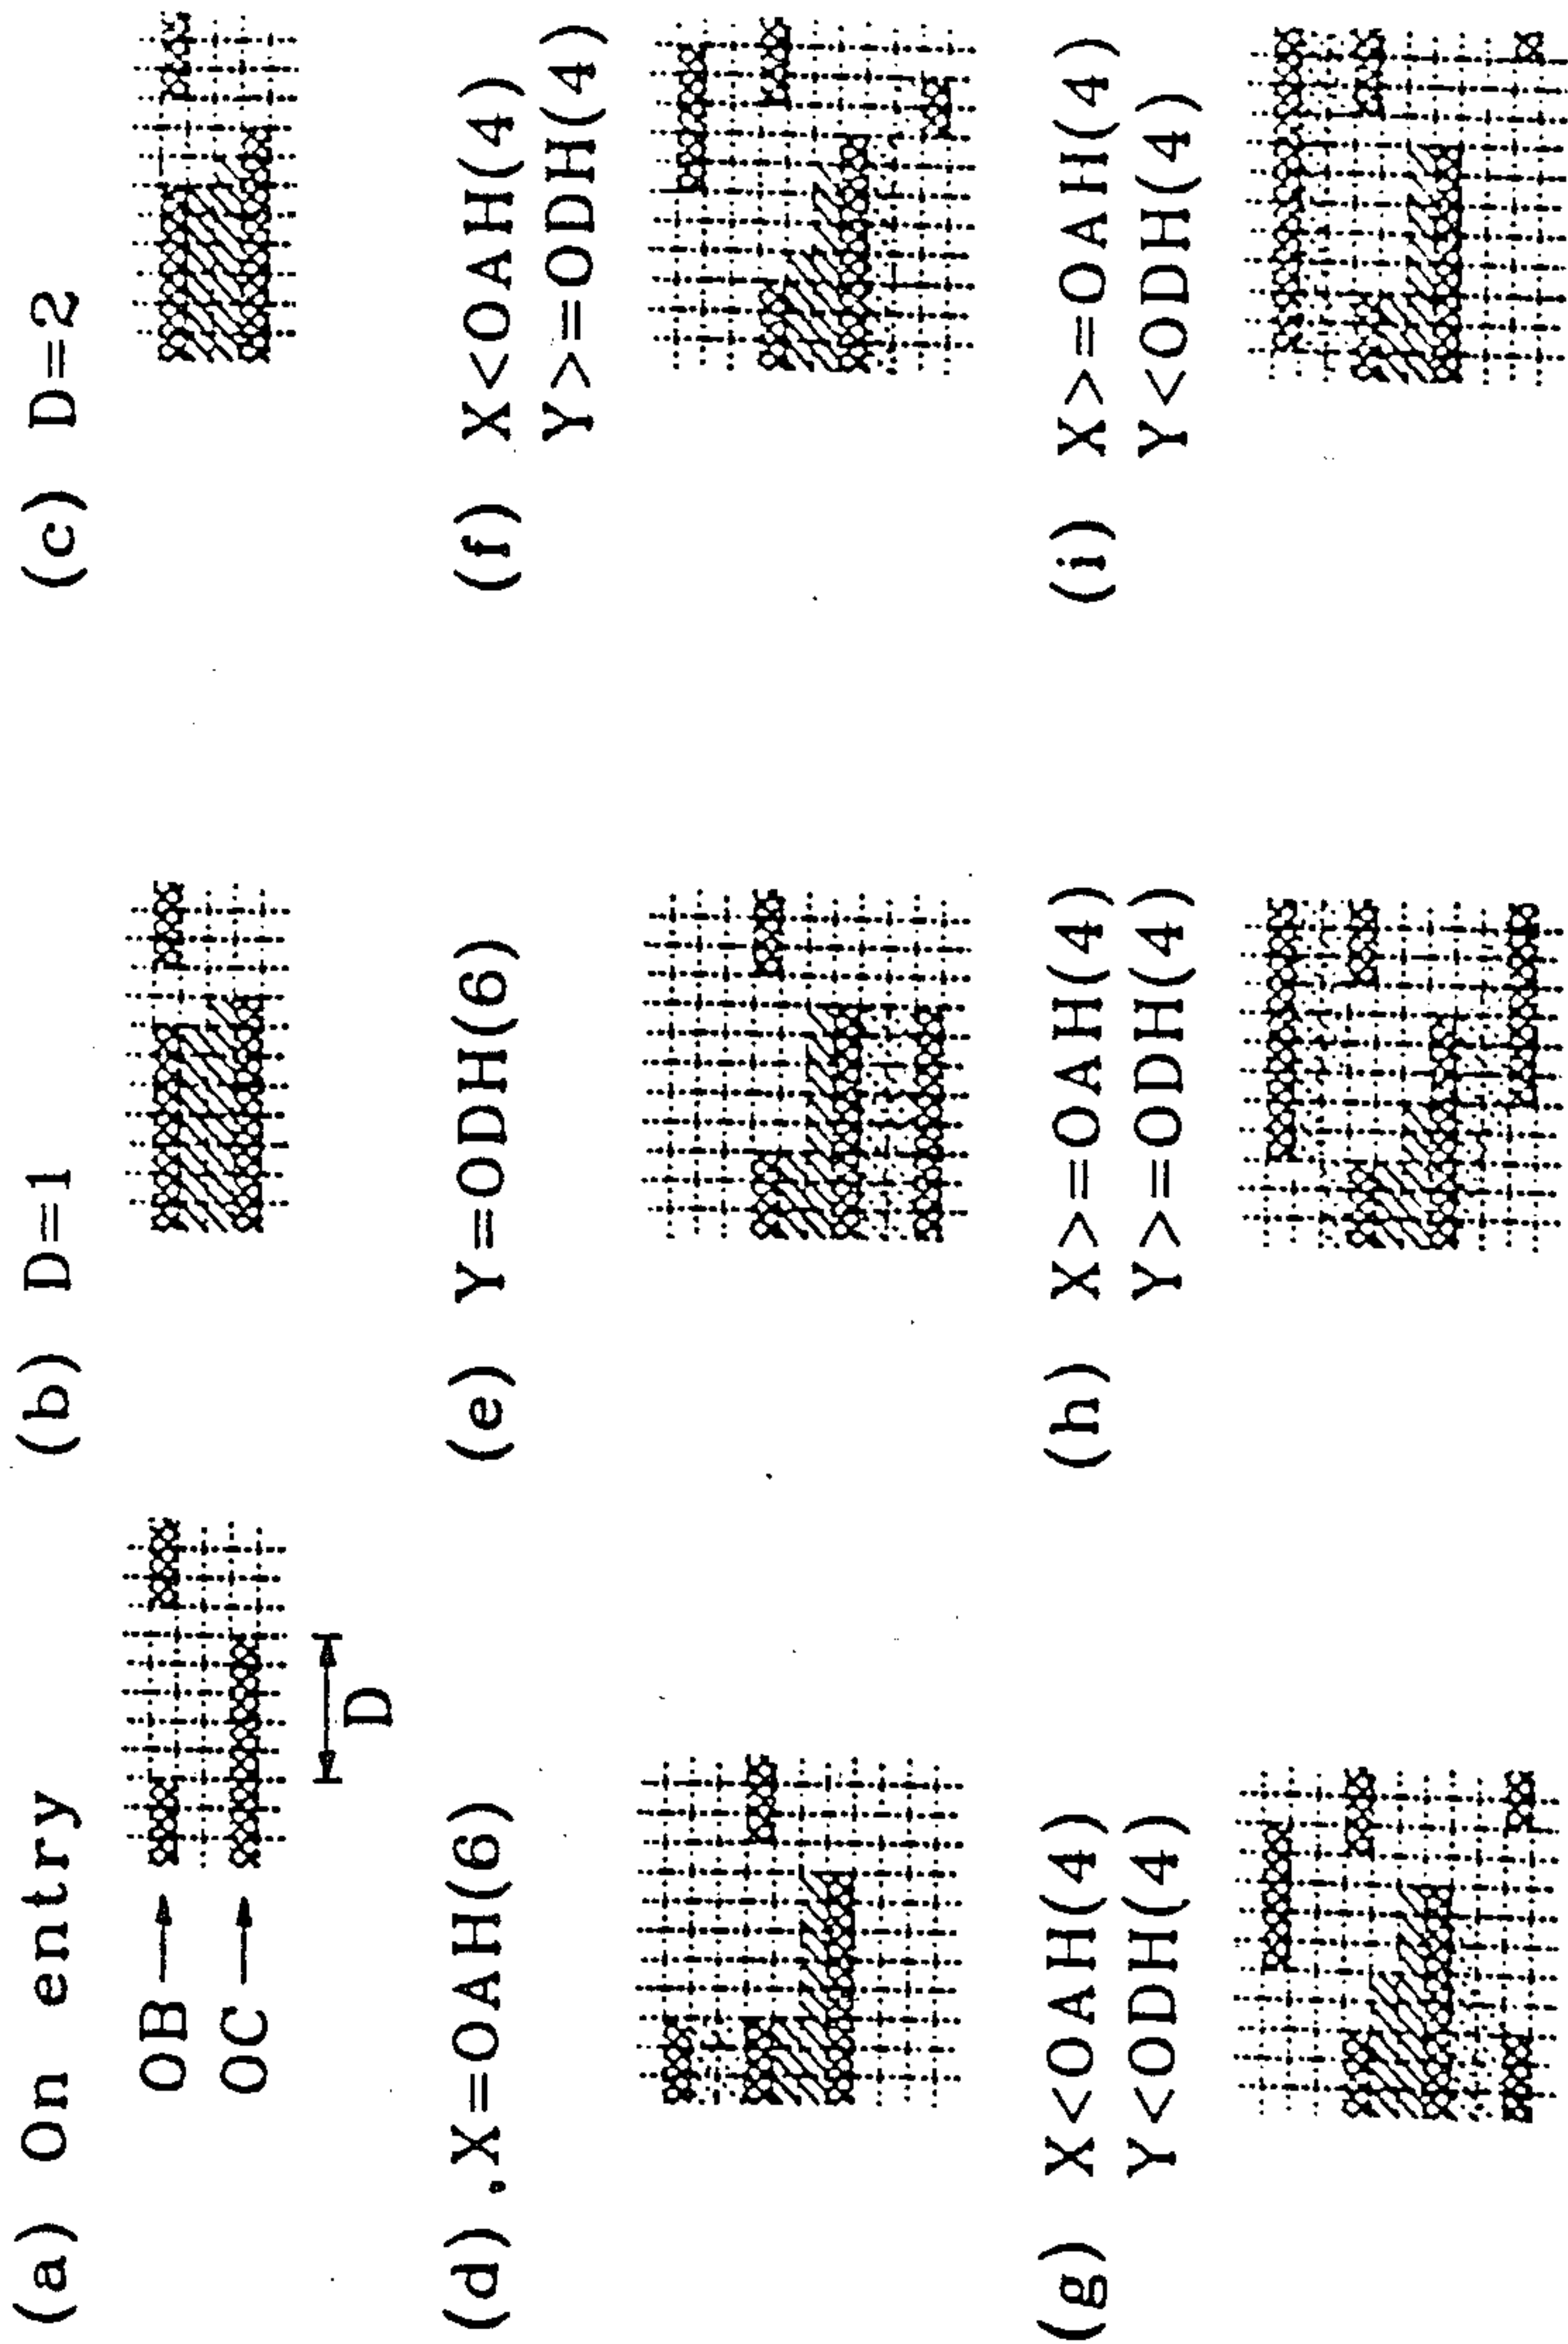 (a) On entry
OB
OC
D
(b) D=1
(c) D=2
(d) X=OAH(6)
(e) Y=ODH(6)
(f) X<OAH(4)
Y>=ODH(4)
(g) X<OAH(4)
Y<ODH(4)
(h) X>=OAH(4)
Y>=ODH(4)
(i) X>=OAH(4)
Y<ODH(4)